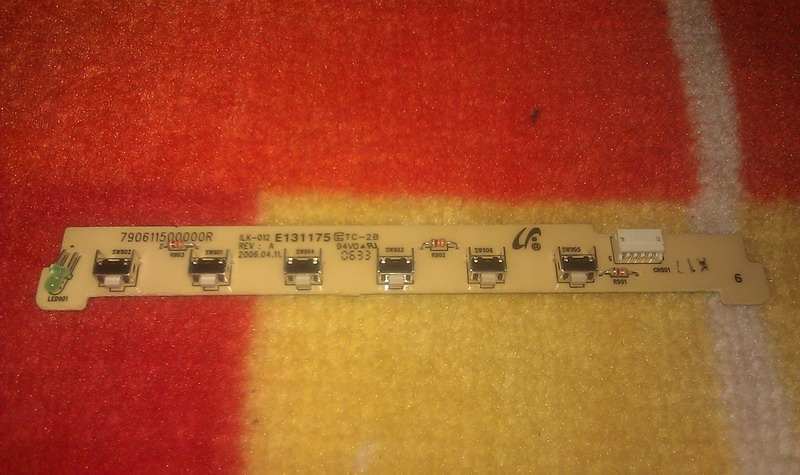 790611500000R
ILK-012 E131175 TC-2B
REV : A
94V0
2006.04.11.
0633
SW902
R903
SW901
SW904
SW903
R902
SW906
SW905
R901
CN901
LED901
6